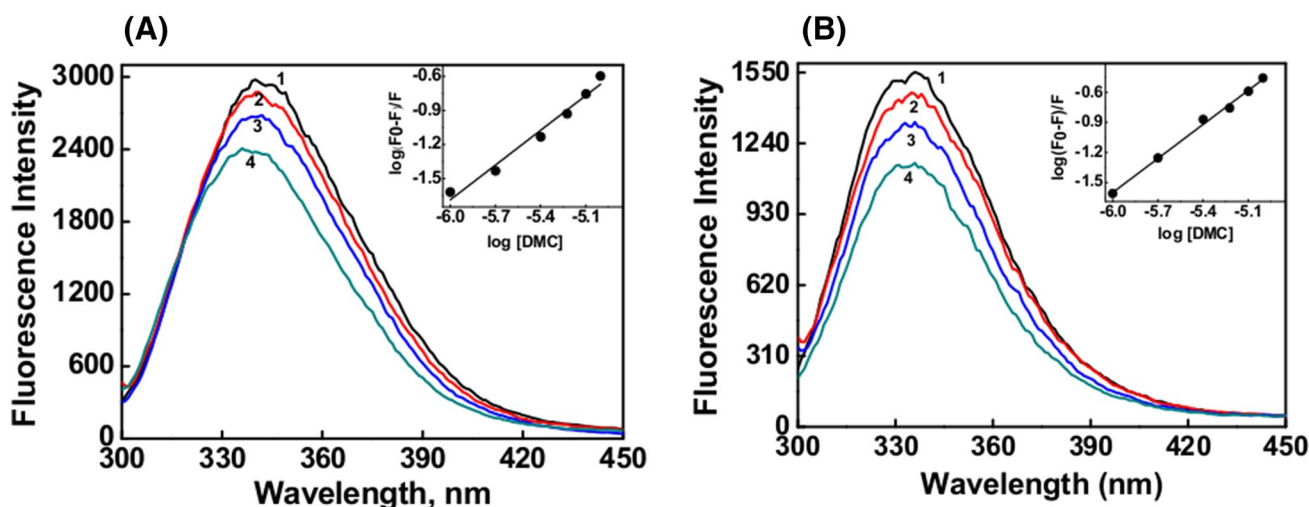 (A)
Fluorescence Intensity
3000
2400
1800
1200
600
0
300 330 360 390 420 450
Wavelength, nm
1
2
3
4
log(F0-F)/F
-0.6
-0.9
-1.2
-1.5
-6.0 -5.7 -5.4 -5.1
log [DMC]
(B)
Fluorescence Intensity
1550
1240
930
620
310
0
300 330 360 390 420 450
Wavelength (nm)
1
2
3
4
log(F0-F)/F
-0.6
-0.9
-1.2
-1.5
-6.0 -5.7 -5.4 -5.1
log [DMC]